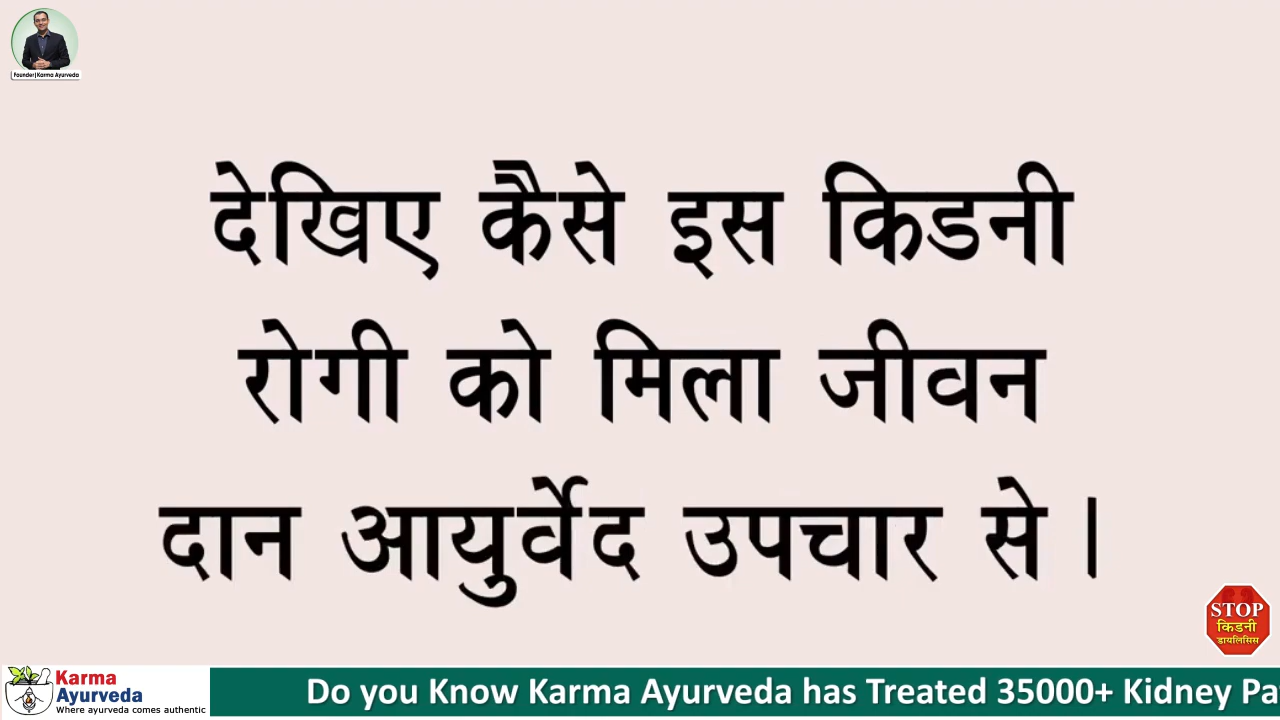 Founder|Karma Ayurveda
देखिए कैसे इस किडनी
रोगी को मिला जीवन
दान आयुर्वेद उपचार से।
STOP
किडनी
डायलिसिस
Karma
Ayurveda
Where ayurveda comes authentic
Do you Know Karma Ayurveda has Treated 35000+ Kidney Pa